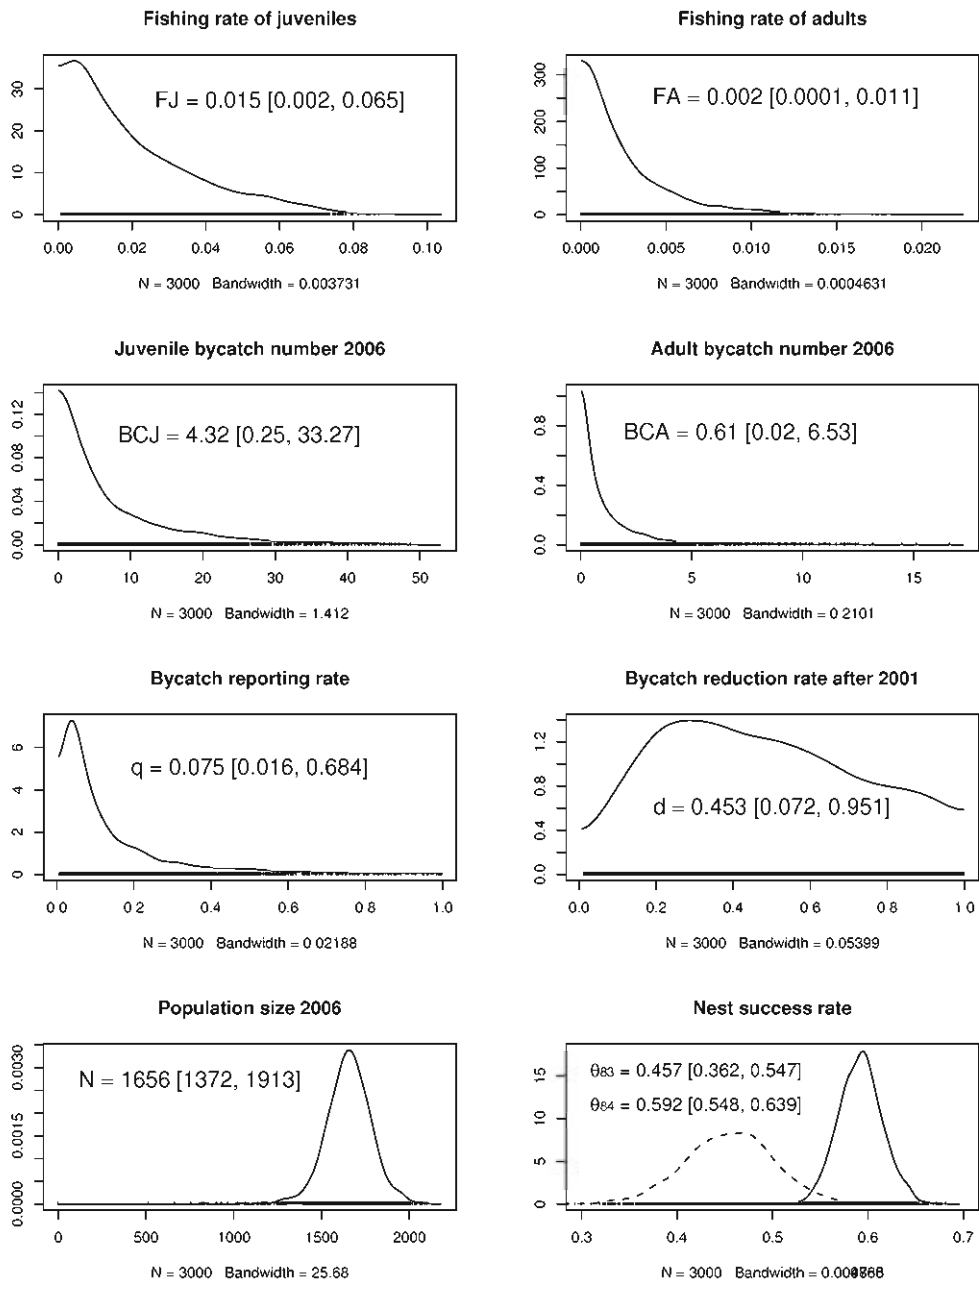 Fishing rate of juveniles
FJ = 0.015 [0.002, 0.065]
30
20
10
0
0.00 0.02 0.04 0.06 0.08 0.10
N = 3000 Bandwidth = 0.003731
Fishing rate of adults
FA = 0.002 [0.0001, 0.011]
300
200
100
0
0.000 0.005 0.010 0.015 0.020
N = 3000 Bandwidth = 0.0004631
Juvenile bycatch number 2006
BCJ = 4.32 [0.25, 33.27]
0.12
0.08
0.04
0.00
0 10 20 30 40 50
N = 3000 Bandwidth = 1.412
Adult bycatch number 2006
BCA = 0.61 [0.02, 6.53]
0.8
0.4
0.0
0 5 10 15
N = 3000 Bandwidth = 0 2101
Bycatch reporting rate
q = 0.075 [0.016, 0.684]
6
4
2
0
0 0 0.2 0.4 0.6 0.8 1.0
N = 3000 Bandwidth = 0 02188
Bycatch reduction rate after 2001
d = 0.453 [0.072, 0.951]
1.2
0.8
0.4
0.0
0.0 0.2 0.4 0.6 0.8 1 0
N = 3000 Bandwidth = 0.05399
Population size 2006
N = 1656 [1372, 1913]
0.0030
0.0015
0.0000
0 500 1000 1500 2000
N = 3000 Bandwidth = 25.68
Nest success rate
θ83 = 0.457 [0.362, 0.547]
θ84 = 0.592 [0.548, 0.639]
15
10
5
0
0.3 0.4 0.5 0.6 0.7
N = 3000 Bandwidth =